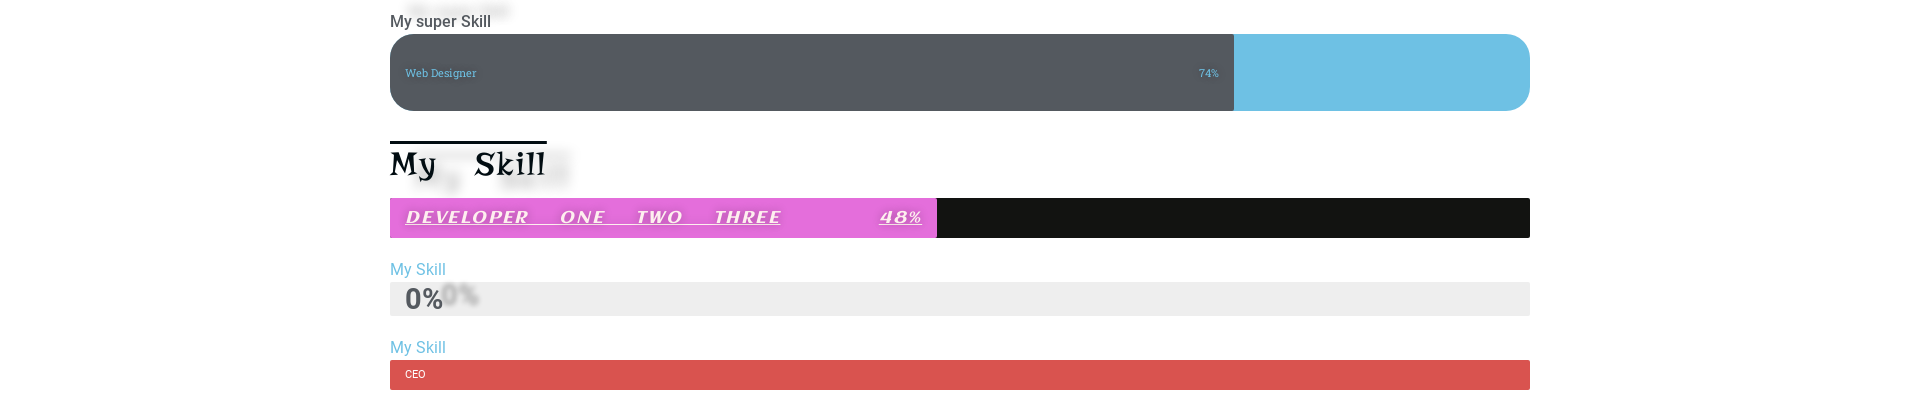 My super Skill
Web Designer 74%
My Skill
DEVELOPER ONE TWO THREE 48%
My Skill
0%
My Skill
CEO